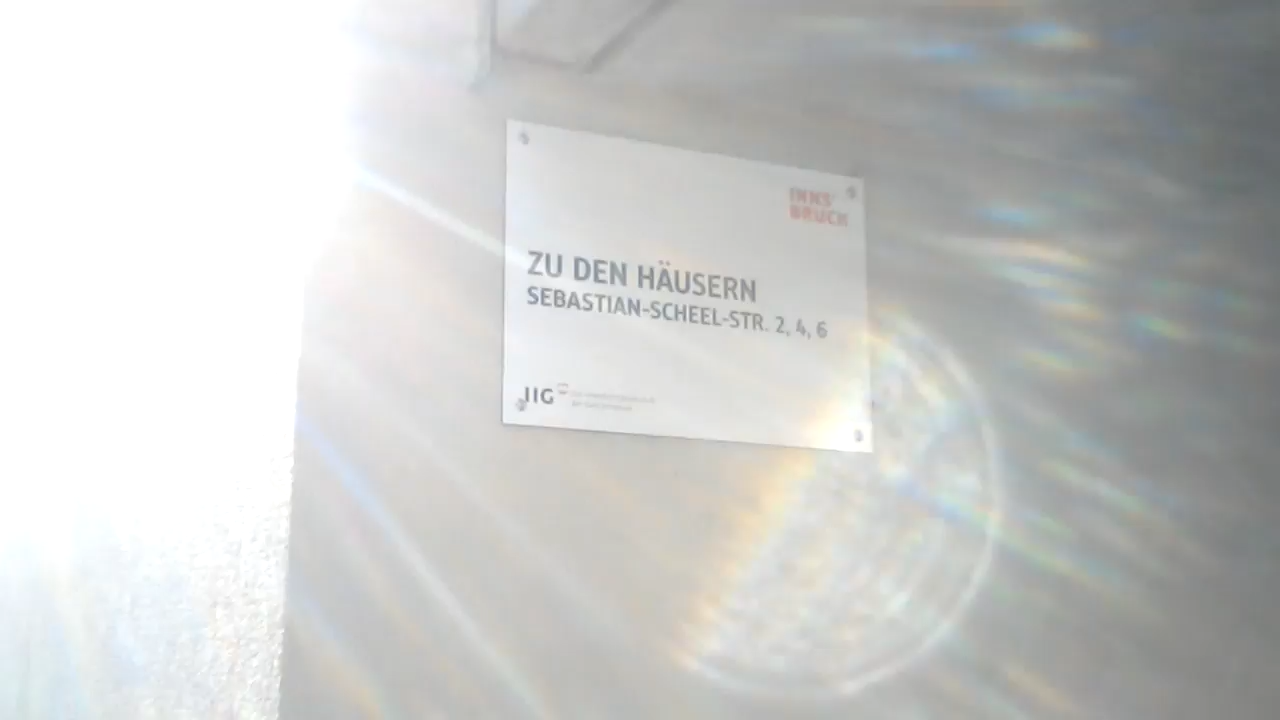 INNS'
BRUCK
ZU DEN HÄUSERN
SEBASTIAN-SCHEEL-STR. 2, 4, 6
IIG